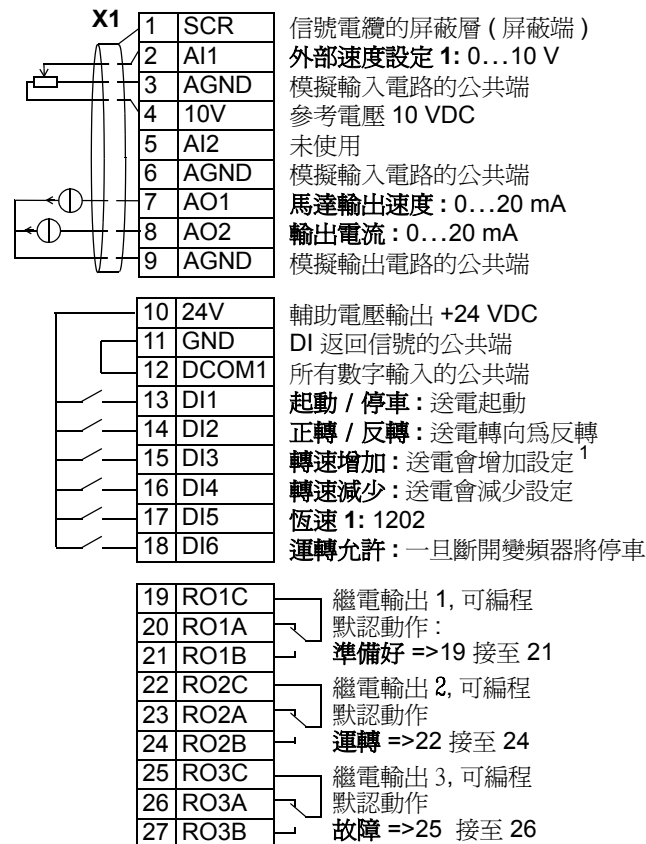 X1
1 SCR 信號電纜的屏蔽層 ( 屏蔽端 )
2 AI1 外部速度設定 1: 0…10 V
3 AGND 模擬輸入電路的公共端
4 10V 參考電壓 10 VDC
5 AI2 未使用
6 AGND 模擬輸入電路的公共端
7 AO1 馬達輸出速度 : 0…20 mA
8 AO2 輸出電流 : 0…20 mA
9 AGND 模擬輸出電路的公共端
10 24V 輔助電壓輸出 +24 VDC
11 GND DI 返回信號的公共端
12 DCOM1 所有數字輸入的公共端
13 DI1 起動 / 停車 : 送電起動
14 DI2 正轉 / 反轉 : 送電轉向爲反轉
15 DI3 轉速增加 : 送電會增加設定 1
16 DI4 轉速減少 : 送電會減少設定
17 DI5 恆速 1: 1202
18 DI6 運轉允許 : 一旦斷開變頻器將停車
19 RO1C 繼電輸出 1, 可編程
20 RO1A 默認動作 :
21 RO1B 準備好 =>19 接至 21
22 RO2C 繼電輸出 2, 可編程
23 RO2A 默認動作
24 RO2B 運轉 =>22 接至 24
25 RO3C 繼電輸出 3, 可編程
26 RO3A 默認動作
27 RO3B 故障 =>25 接至 26